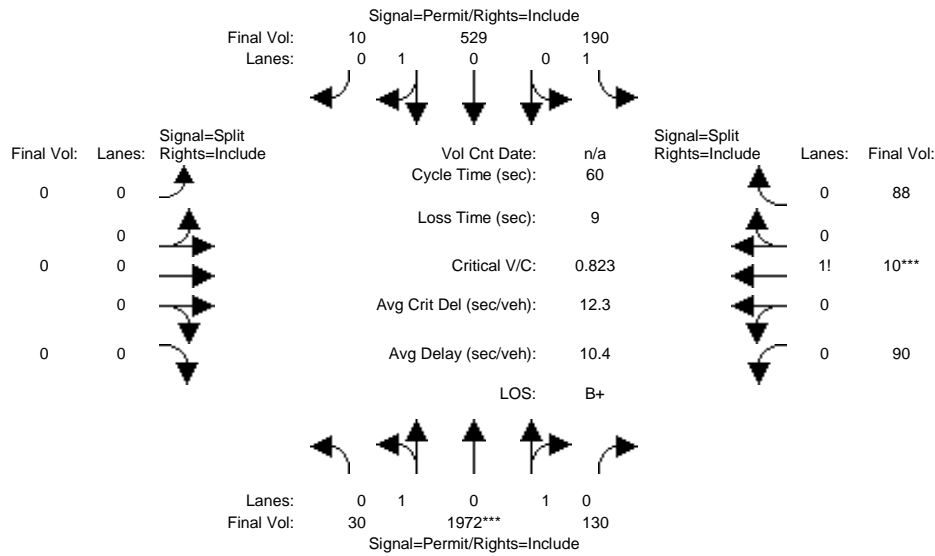 Signal=Permit/Rights=Include
Final Vol: 10 529 190
Lanes: 0 1 0 0 1
Signal=Split
Final Vol: Lanes: Rights=Include
Vol Cnt Date: n/a
Signal=Split
Rights=Include Lanes: Final Vol:
Cycle Time (sec): 60
0 0
0 88
Loss Time (sec): 9
0
0
0 0
Critical V/C: 0.823
1! 10***
0
Avg Crit Del (sec/veh): 12.3
0
0 0
Avg Delay (sec/veh): 10.4
0 90
LOS: B+
Lanes: 0 1 0 1 0
Final Vol: 30 1972*** 130
Signal=Permit/Rights=Include